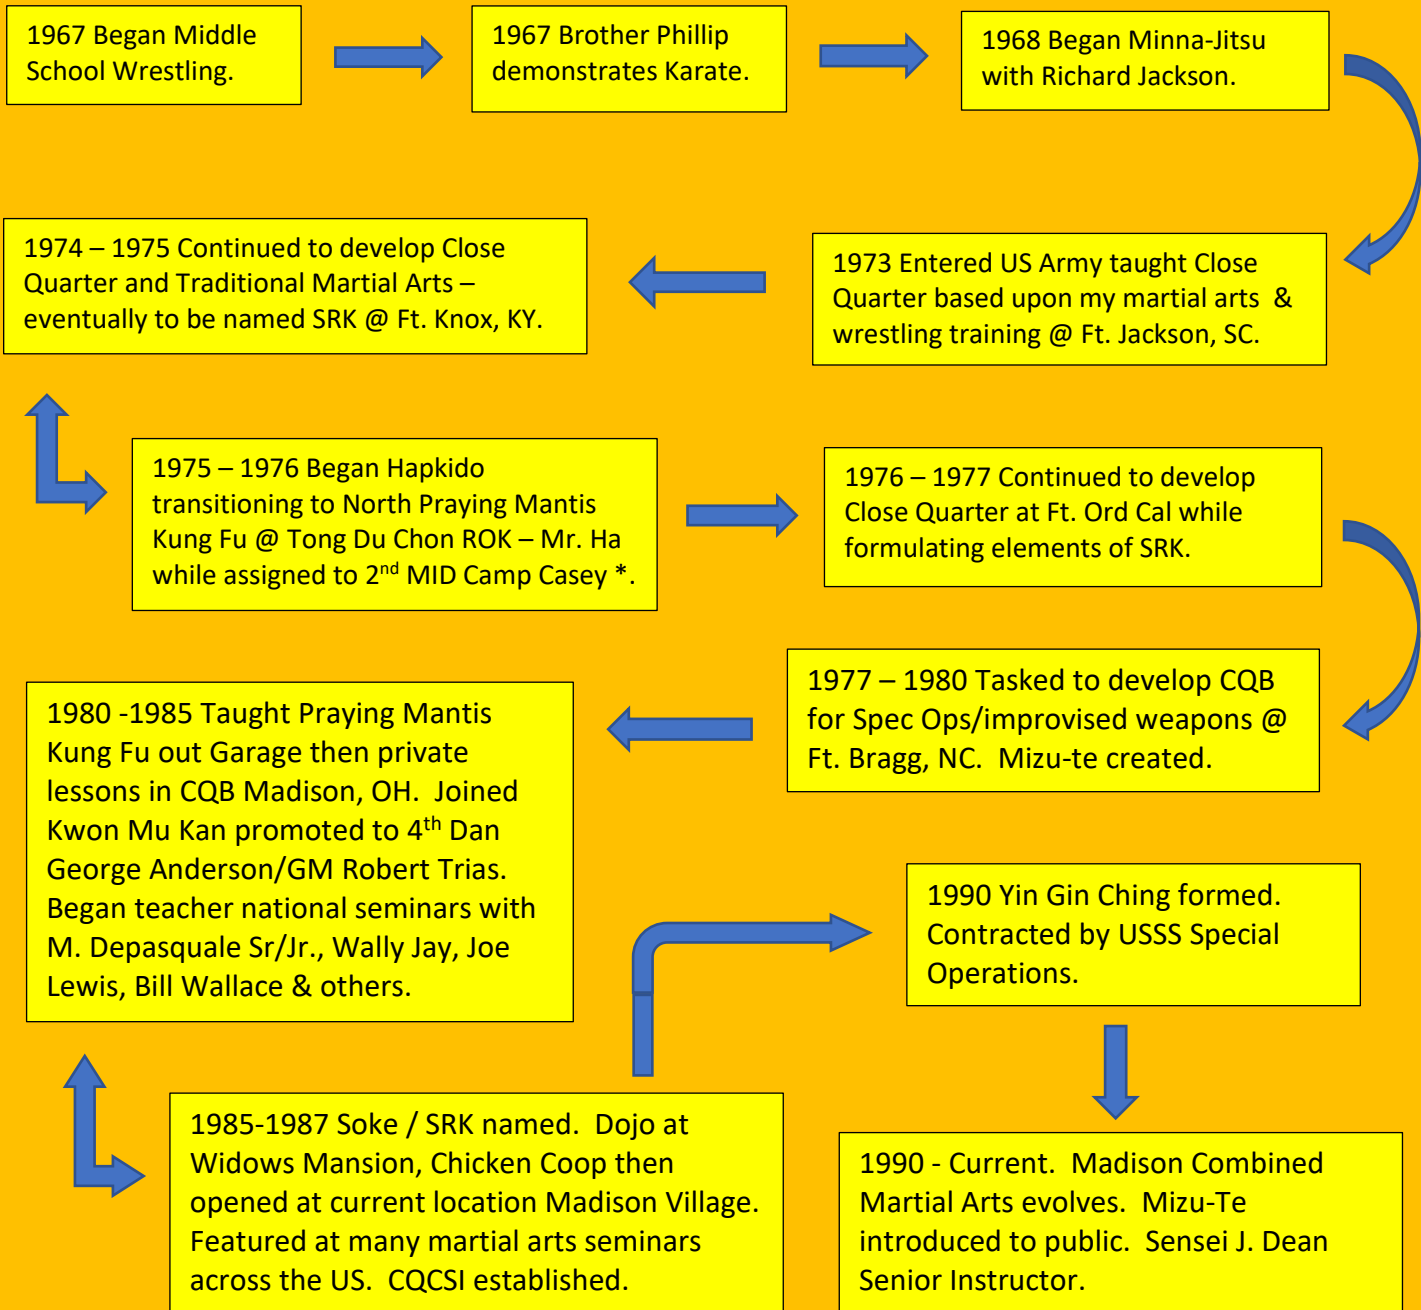 1967 Began Middle
School Wrestling.
1967 Brother Phillip
demonstrates Karate.
1968 Began Minna-Jitsu
with Richard Jackson.
1973 Entered US Army taught Close
Quarter based upon my martial arts  &
wrestling training @ Ft. Jackson, SC.
1974 – 1975 Continued to develop Close
Quarter and Traditional Martial Arts –
eventually to be named SRK @ Ft. Knox, KY.
1975 – 1976 Began Hapkido
transitioning to North Praying Mantis
Kung Fu @ Tong Du Chon ROK – Mr. Ha
while assigned to 2nd MID Camp Casey *.
1976 – 1977 Continued to develop
Close Quarter at Ft. Ord Cal while
formulating elements of SRK.
1977 – 1980 Tasked to develop CQB
for Spec Ops/improvised weapons @
Ft. Bragg, NC.  Mizu-te created.
1980 -1985 Taught Praying Mantis
Kung Fu out Garage then private
lessons in CQB Madison, OH.  Joined
Kwon Mu Kan promoted to 4th Dan
George Anderson/GM Robert Trias.
Began teacher national seminars with
M. Depasquale Sr/Jr., Wally Jay, Joe
Lewis, Bill Wallace & others.
1985-1987 Soke / SRK named.  Dojo at
Widows Mansion, Chicken Coop then
opened at current location Madison Village.
Featured at many martial arts seminars
across the US.  CQCSI established.
1990 Yin Gin Ching formed.
Contracted by USSS Special
Operations.
1990 - Current.  Madison Combined
Martial Arts evolves.  Mizu-Te
introduced to public.  Sensei J. Dean
Senior Instructor.